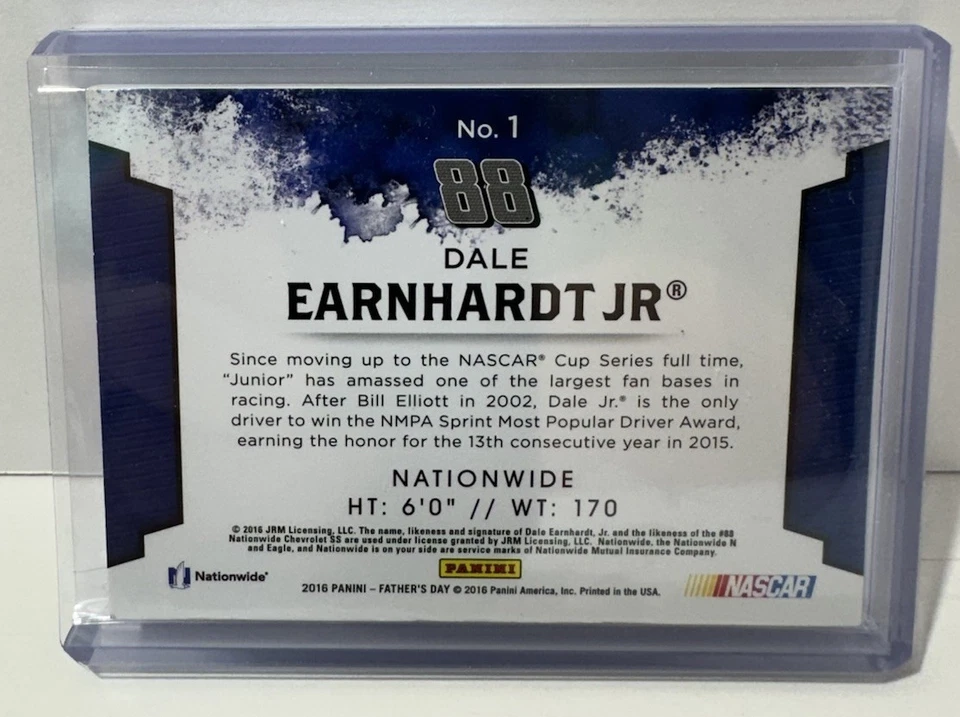 No. 1
88
DALE
EARNHARDT JR®
Since moving up to the NASCAR® Cup Series full time,
“Junior” has amassed one of the largest fan bases in
racing. After Bill Elliott in 2002, Dale Jr.® is the only
driver to win the NMPA Sprint Most Popular Driver Award,
earning the honor for the 13th consecutive year in 2015.
NATIONWIDE
HT: 6'0" // WT: 170
© 2016 JRM Licensing, LLC. The name, likeness and signature of Dale Earnhardt, Jr. and the likeness of the #88
Nationwide Chevrolet SS are used under license granted by JRM Licensing, LLC. Nationwide, the Nationwide N
and Eagle, and Nationwide is on your side are service marks of Nationwide Mutual Insurance Company.
PANINI
Nationwide®
2016 PANINI – FATHER'S DAY © 2016 Panini America, Inc. Printed in the USA.
NASCAR